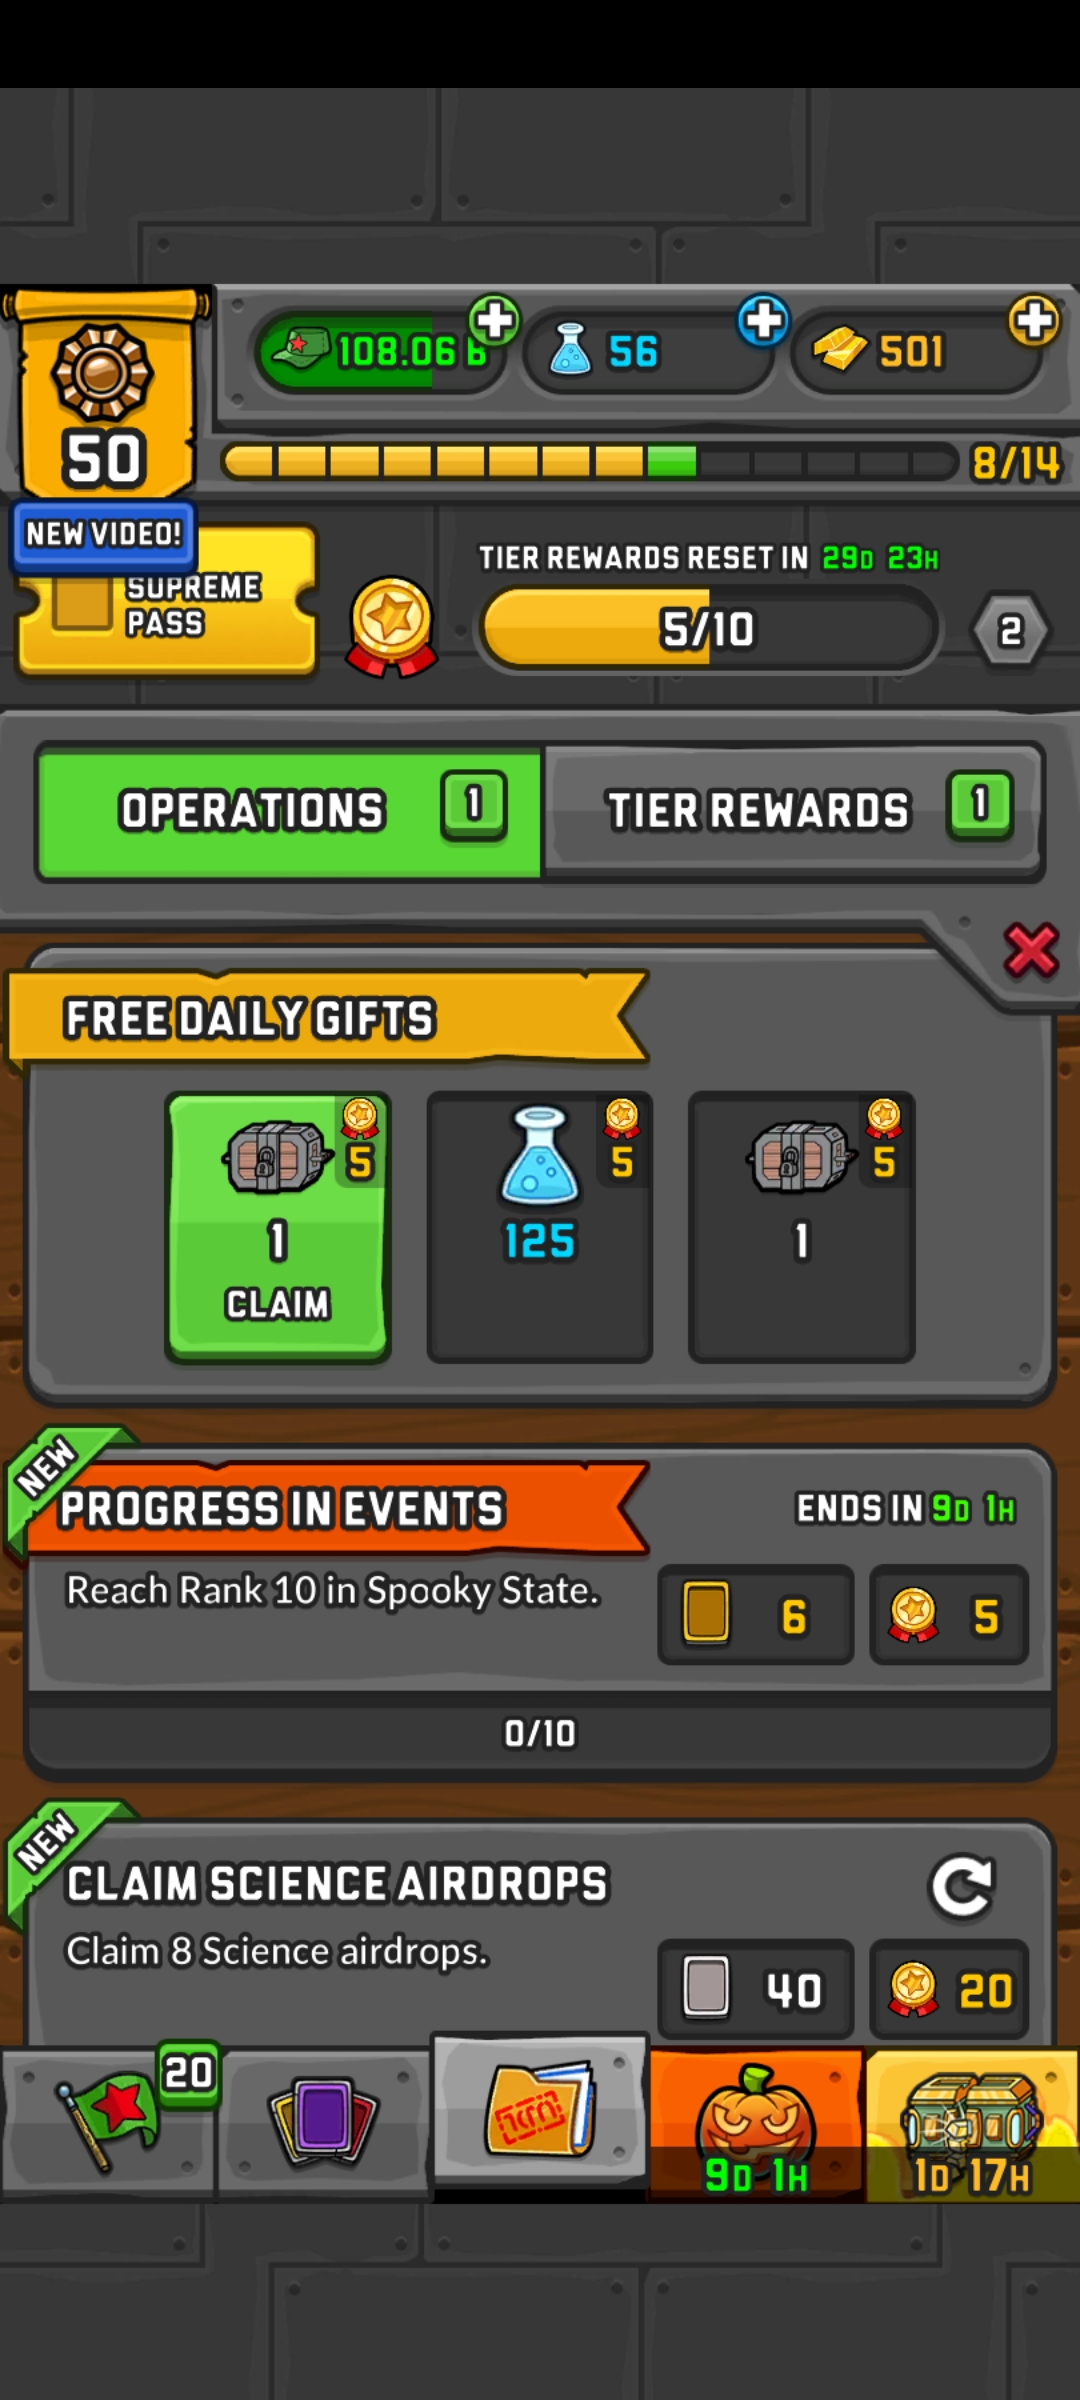 108.06 B
56
501
50
8/14
NEW VIDEO!
SUPREME
PASS
TIER REWARDS RESET IN 29D 23H
5/10
2
OPERATIONS 1
TIER REWARDS 1
FREE DAILY GIFTS
5
5
5
1
125
1
CLAIM
NEW
PROGRESS IN EVENTS
ENDS IN 9D 1H
Reach Rank 10 in Spooky State.
6
5
0/10
NEW
CLAIM SCIENCE AIRDROPS
Claim 8 Science airdrops.
40
20
20
9D 1H
1D 17H